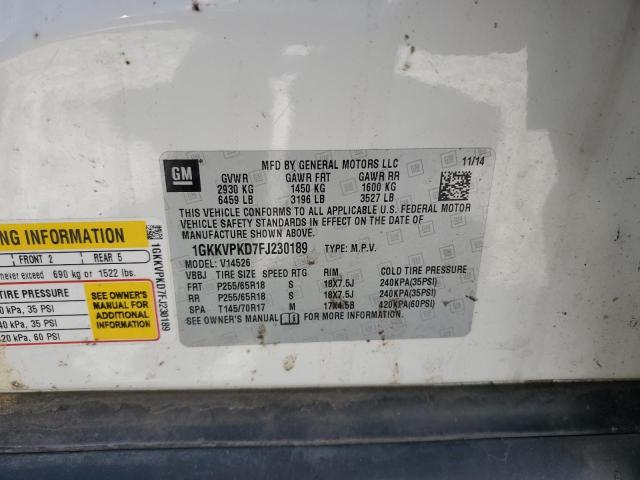 GM
MFD BY GENERAL MOTORS LLC 11/14
GVWR GAWR FRT GAWR RR
2930 KG 1450 KG 1600 KG
6459 LB 3196 LB 3527 LB
THIS VEHICLE CONFORMS TO ALL APPLICABLE U.S. FEDERAL MOTOR
VEHICLE SAFETY STANDARDS IN EFFECT ON THE DATE OF
MANUFACTURE SHOWN ABOVE.
1GKKVPKD7FJ230189 TYPE: M.P.V.
MODEL: V14526
VBBJ TIRE SIZE SPEED RTG RIM COLD TIRE PRESSURE
FRT P255/65R18 S 18X7.5J 240KPA(35PSI)
RR P255/65R18 S 18X7.5J 240KPA(35PSI)
SPA T145/70R17 M 17X4.5B 420KPA(60PSI)
SEE OWNER'S MANUAL i FOR MORE INFORMATION.
NG INFORMATION
FRONT 2 REAR 5
never exceed 690 kg or 1522 lbs.
TIRE PRESSURE
0 kPa, 35 PSI
40 kPa, 35 PSI
420 kPa, 60 PSI
SEE OWNER'S
MANUAL FOR
ADDITIONAL
INFORMATION
1GKKVPKD7FJ230189